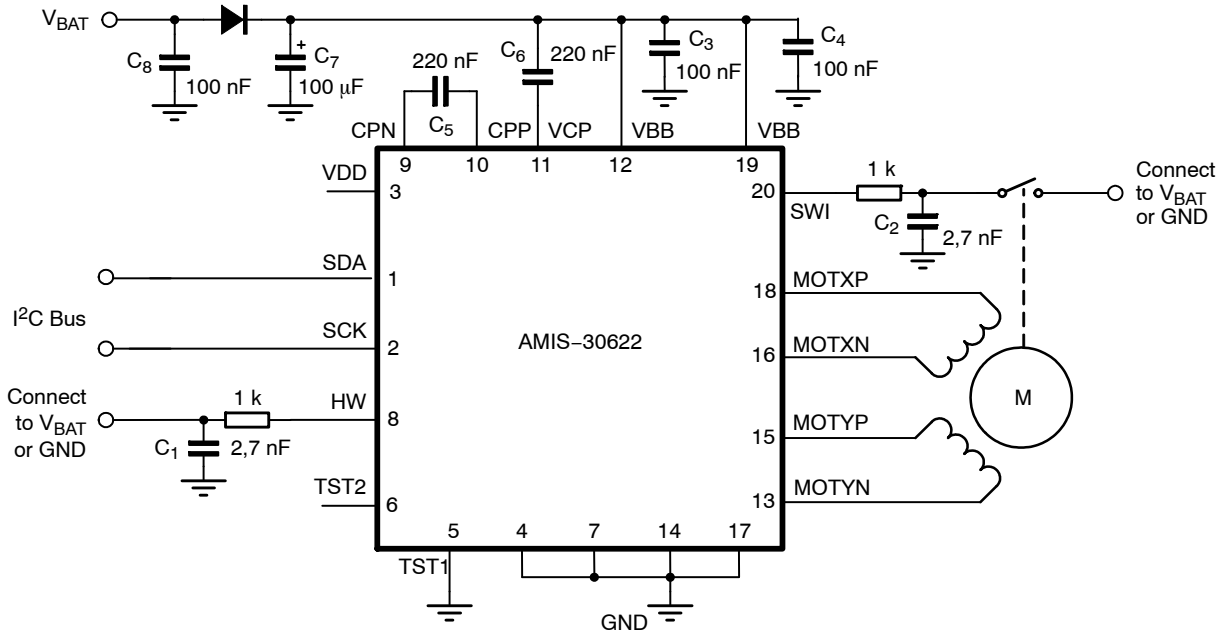 VBAT
C8
100 nF
+
C7
100 μF
220 nF
C5
C6
220 nF
C3
100 nF
C4
100 nF
CPN
CPP
VCP
VBB
VBB
9
10
11
12
19
VDD
3
20
SWI
1 k
C2
2,7 nF
Connect
to VBAT
or GND
SDA
1
I2C Bus
SCK
2
AMIS−30622
18
MOTXP
16
MOTXN
M
Connect
to VBAT
or GND
1 k
C1
2,7 nF
HW
8
15
MOTYP
13
MOTYN
TST2
6
5
4
7
14
17
TST1
GND